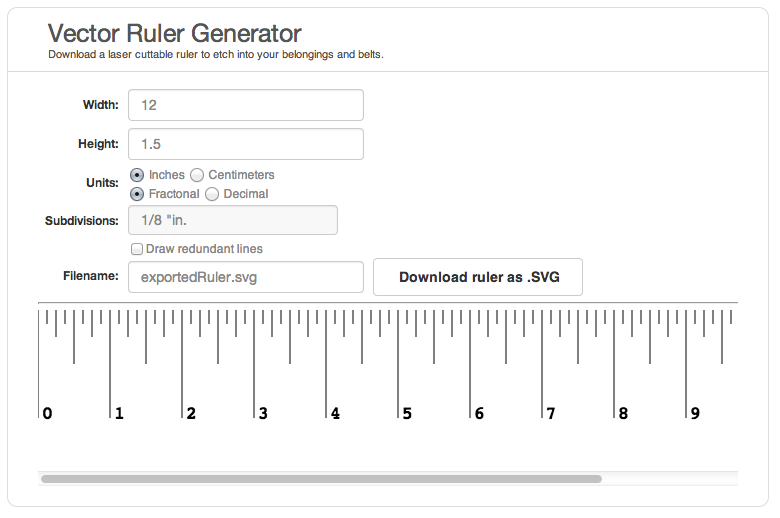 Vector Ruler Generator
Download a laser cuttable ruler to etch into your belongings and belts.
Width: 12
Height: 1.5
Units: Inches Centimeters
Fractonal Decimal
Subdivisions: 1/8 "in.
Draw redundant lines
Filename: exportedRuler.svg Download ruler as .SVG
0 1 2 3 4 5 6 7 8 9